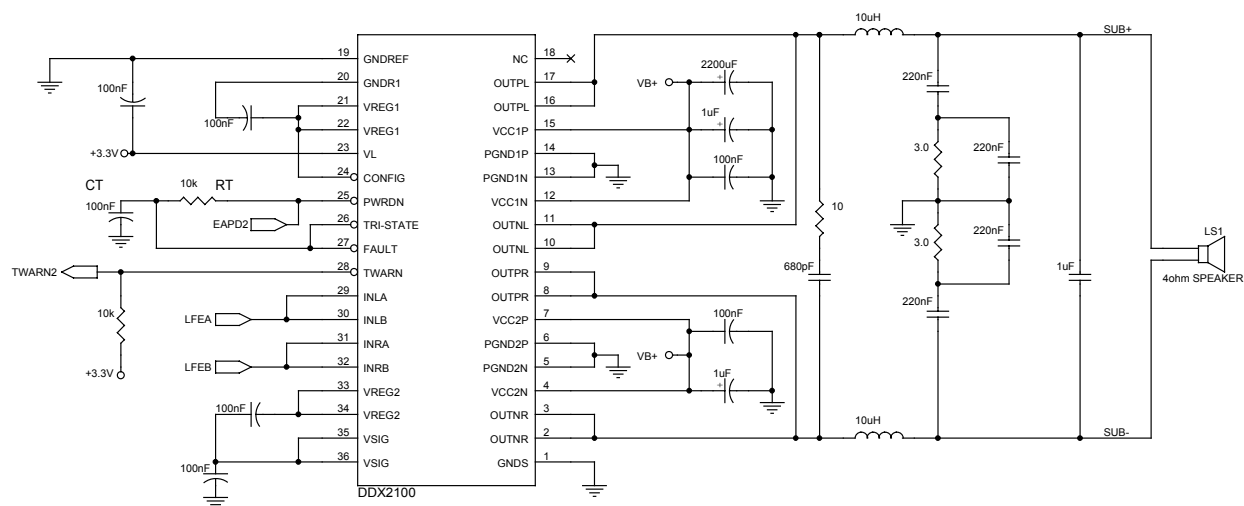 10uH
SUB+
19 GNDREF
NC 18
20 GNDR1
OUTPL 17
21 VREG1
OUTPL 16
22 VREG1
VCC1P 15
23 VL
PGND1P 14
24 CONFIG
PGND1N 13
25 PWRDN
VCC1N 12
26 TRI-STATE
OUTNL 11
27 FAULT
OUTNL 10
28 TWARN
OUTPR 9
29 INLA
OUTPR 8
30 INLB
VCC2P 7
31 INRA
PGND2P 6
32 INRB
PGND2N 5
33 VREG2
VCC2N 4
34 VREG2
OUTNR 3
35 VSIG
OUTNR 2
36 VSIG
GNDS 1
DDX2100
100nF
100nF
+3.3V
CT
100nF
10k
RT
EAPD2
TWARN2
10k
+3.3V
LFEA
LFEB
100nF
100nF
2200uF
+
VB+
1uF
+
100nF
100nF
VB+
1uF
+
10
680pF
220nF
3.0
220nF
3.0
220nF
220nF
1uF
LS1
4ohm SPEAKER
10uH
SUB-